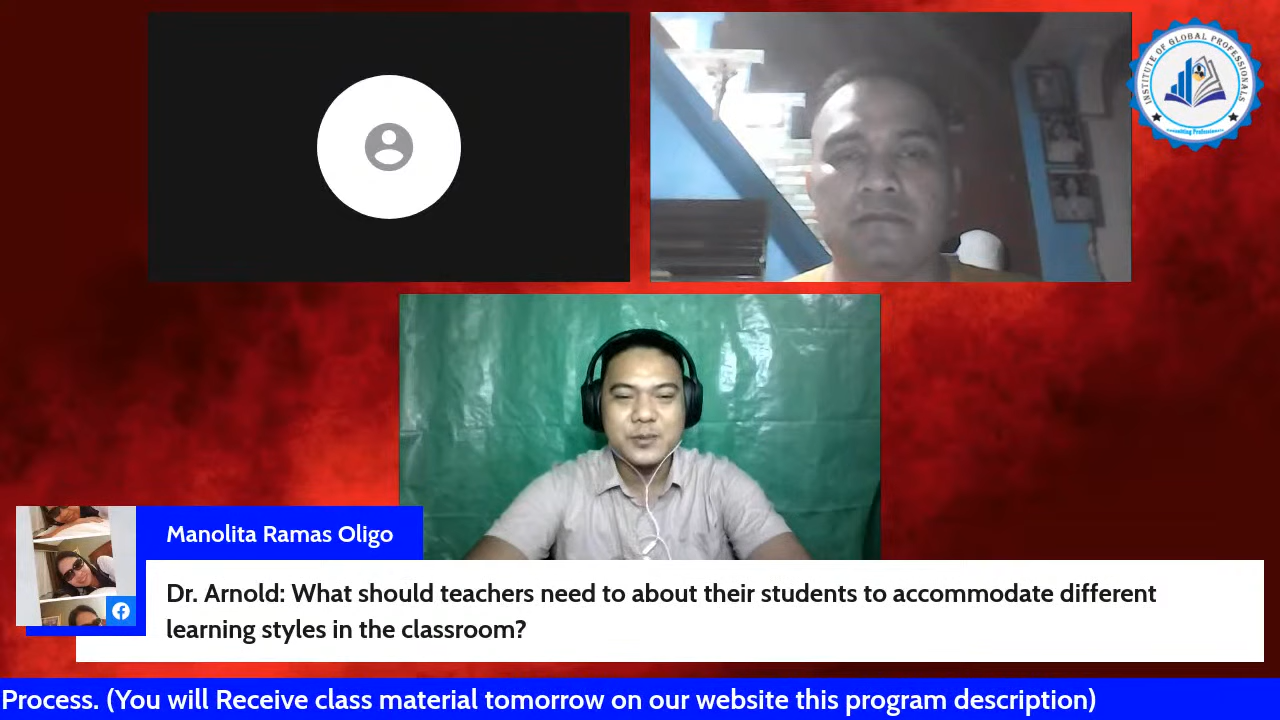 INSTITUTE OF GLOBAL PROFESSIONALS
Manolita Ramas Oligo
Dr. Arnold: What should teachers need to about their students to accommodate different
learning styles in the classroom?
Process. (You will Receive class material tomorrow on our website this program description)